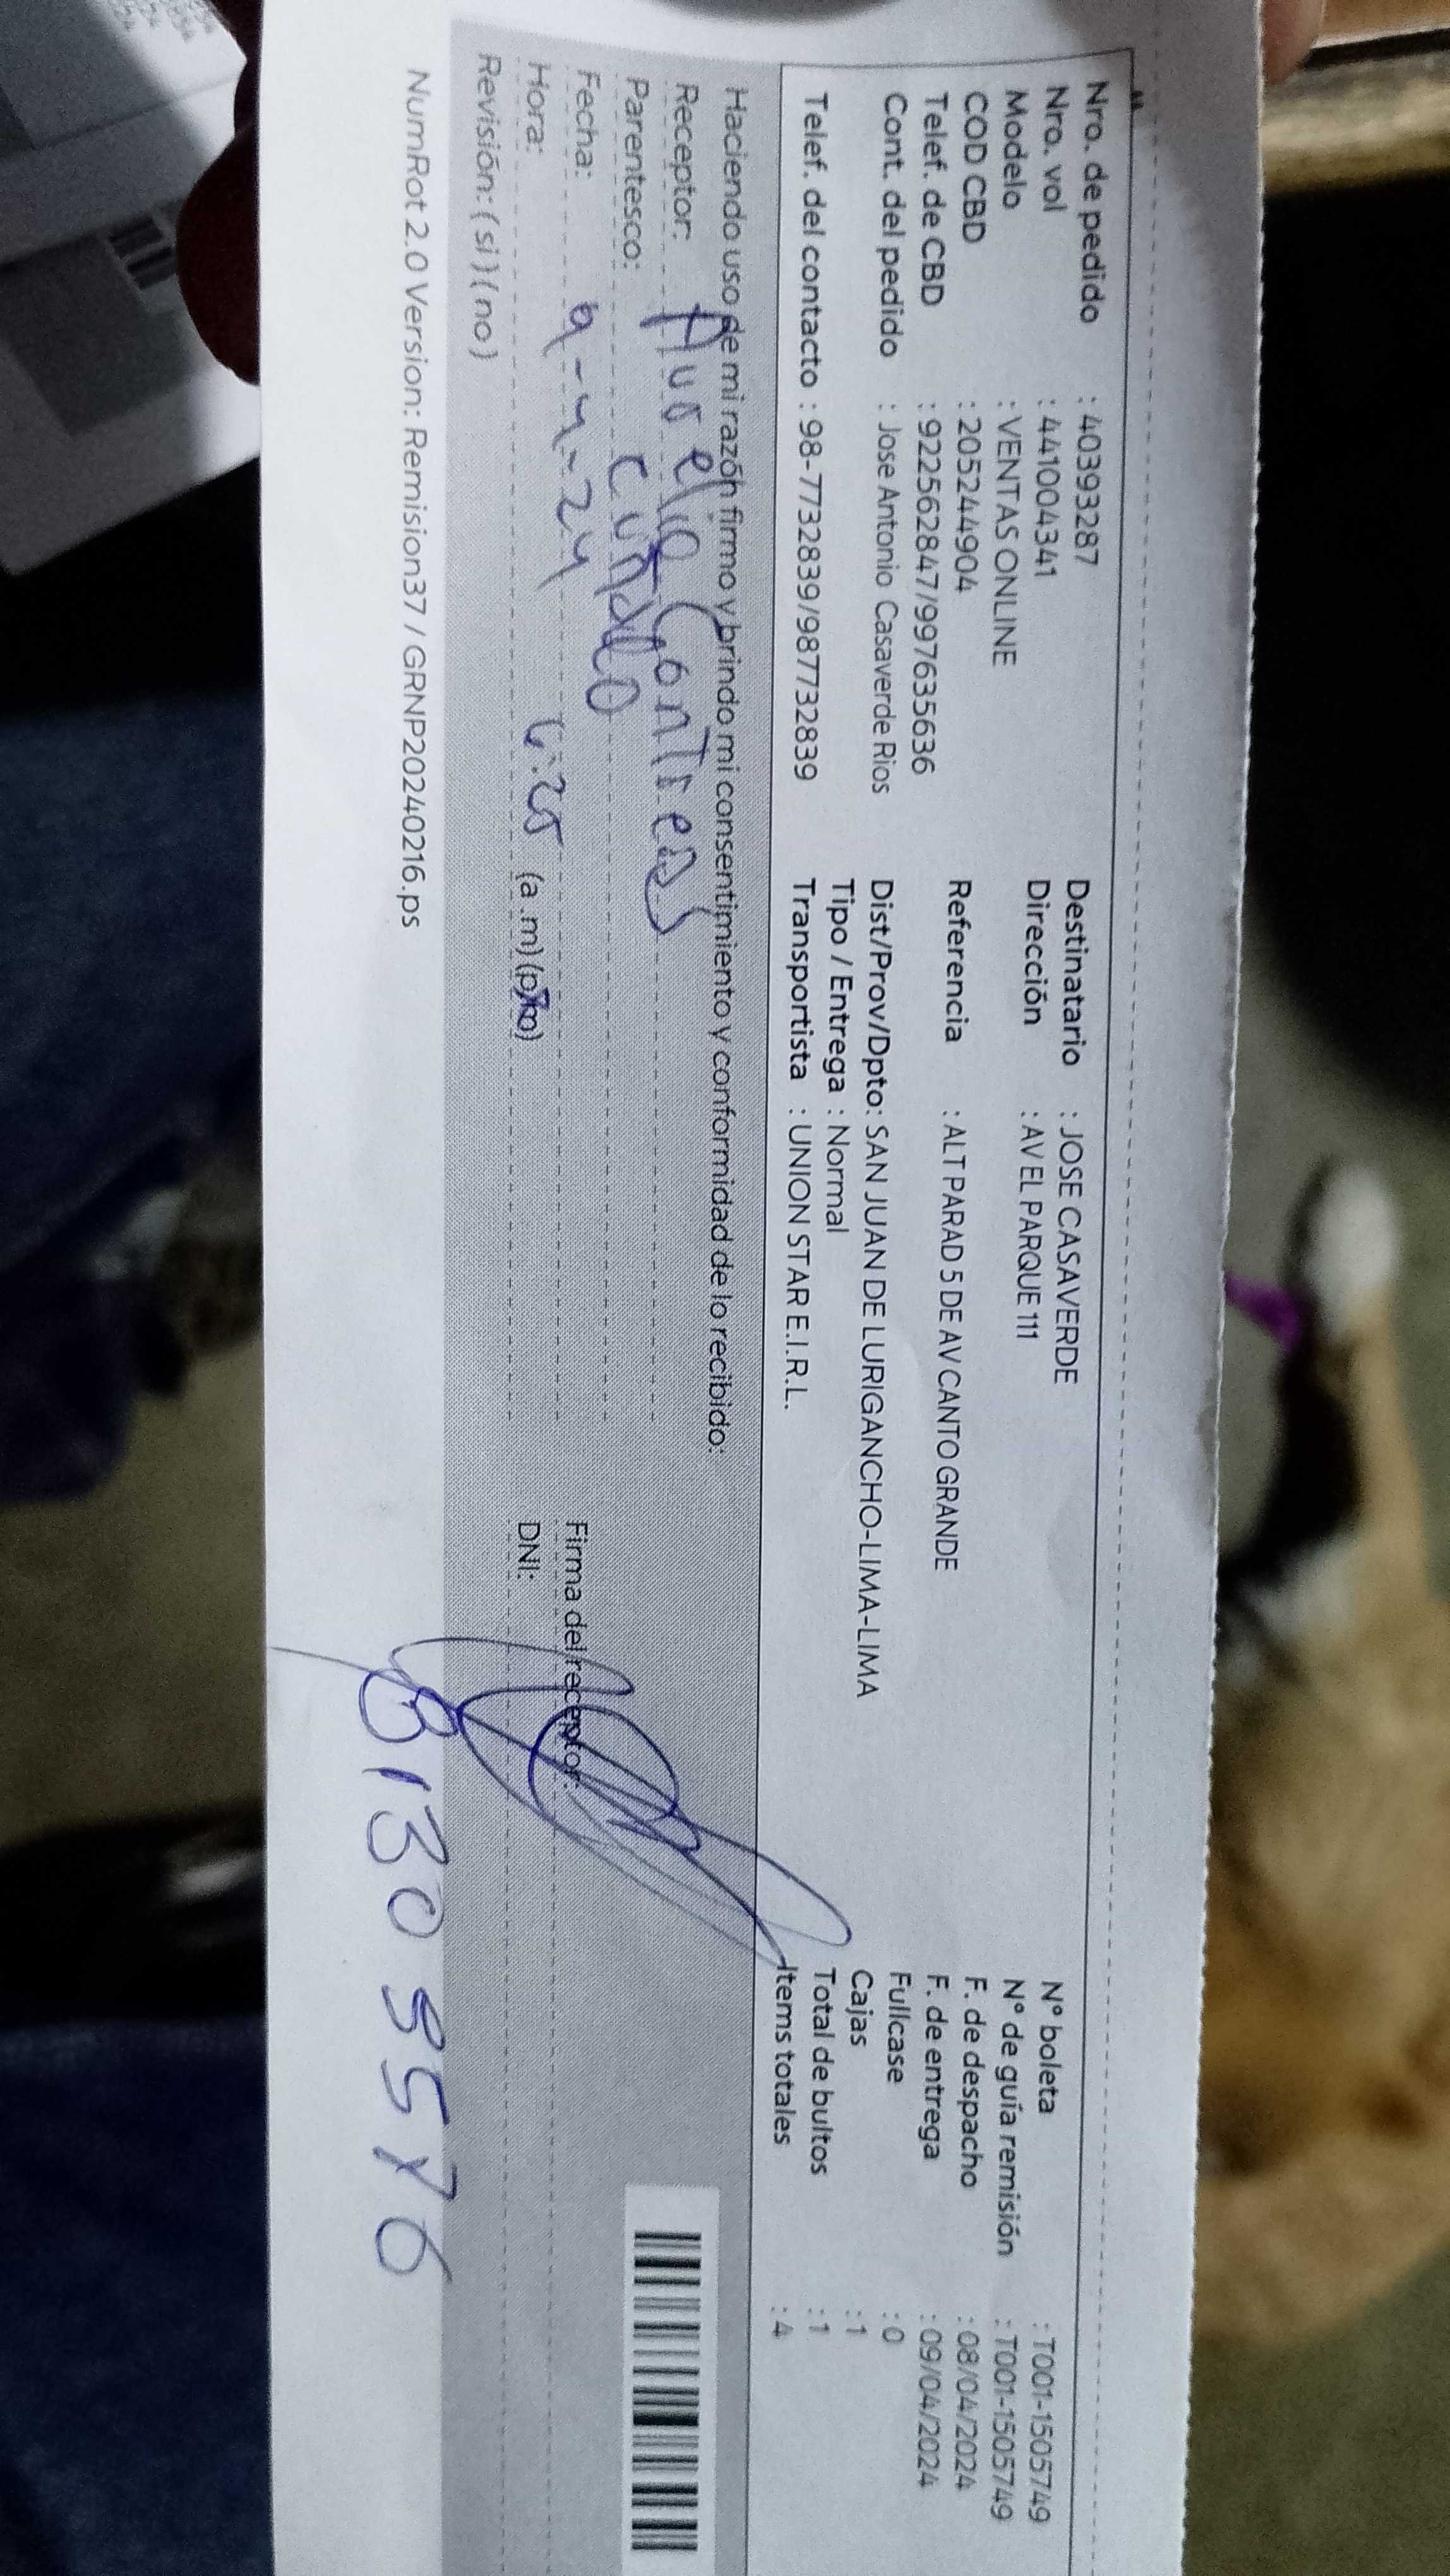 Nro. de pedido : 40393287
Nro. vol : 441004341
Modelo : VENTAS ONLINE
COD CBD : 205244904
Telef. de CBD : 922562847/997635636
Cont. del pedido : Jose Antonio Casaverde Rios
Telef. del contacto : 98-7732839/987732839
Destinatario : JOSE CASAVERDE
Dirección : AV EL PARQUE 111
Referencia : ALT PARAD 5 DE AV CANTO GRANDE
Dist/Prov/Dpto: SAN JUAN DE LURIGANCHO-LIMA-LIMA
Tipo / Entrega : Normal
Transportista : UNION STAR E.I.R.L.
N° boleta : T001-1505749
N° de guía remisión : T001-1505749
F. de despacho : 08/04/2024
F. de entrega : 09/04/2024
Fullcase : 0
Cajas : 1
Total de bultos : 1
Items totales : 4
Haciendo uso de mi razón firmo y brindo mi consentimiento y conformidad de lo recibido:
Receptor: Aurelio
Parentesco: cuñado
Fecha: 9-4-24
Hora: 6:25 (a .m) (p.m)
Revisión: ( si ) ( no )
Firma del receptor:
DNI:
NumRot 2.0 Version: Remision37 / GRNP20240216.ps